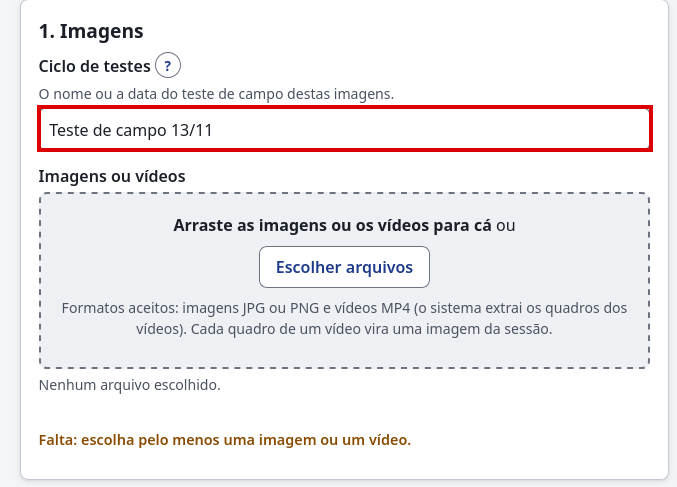 1. Imagens
Ciclo de testes ?
O nome ou a data do teste de campo destas imagens.
Teste de campo 13/11
Imagens ou vídeos
Arraste as imagens ou os vídeos para cá ou
Escolher arquivos
Formatos aceitos: imagens JPG ou PNG e vídeos MP4 (o sistema extrai os quadros dos
vídeos). Cada quadro de um vídeo vira uma imagem da sessão.
Nenhum arquivo escolhido.
Falta: escolha pelo menos uma imagem ou um vídeo.